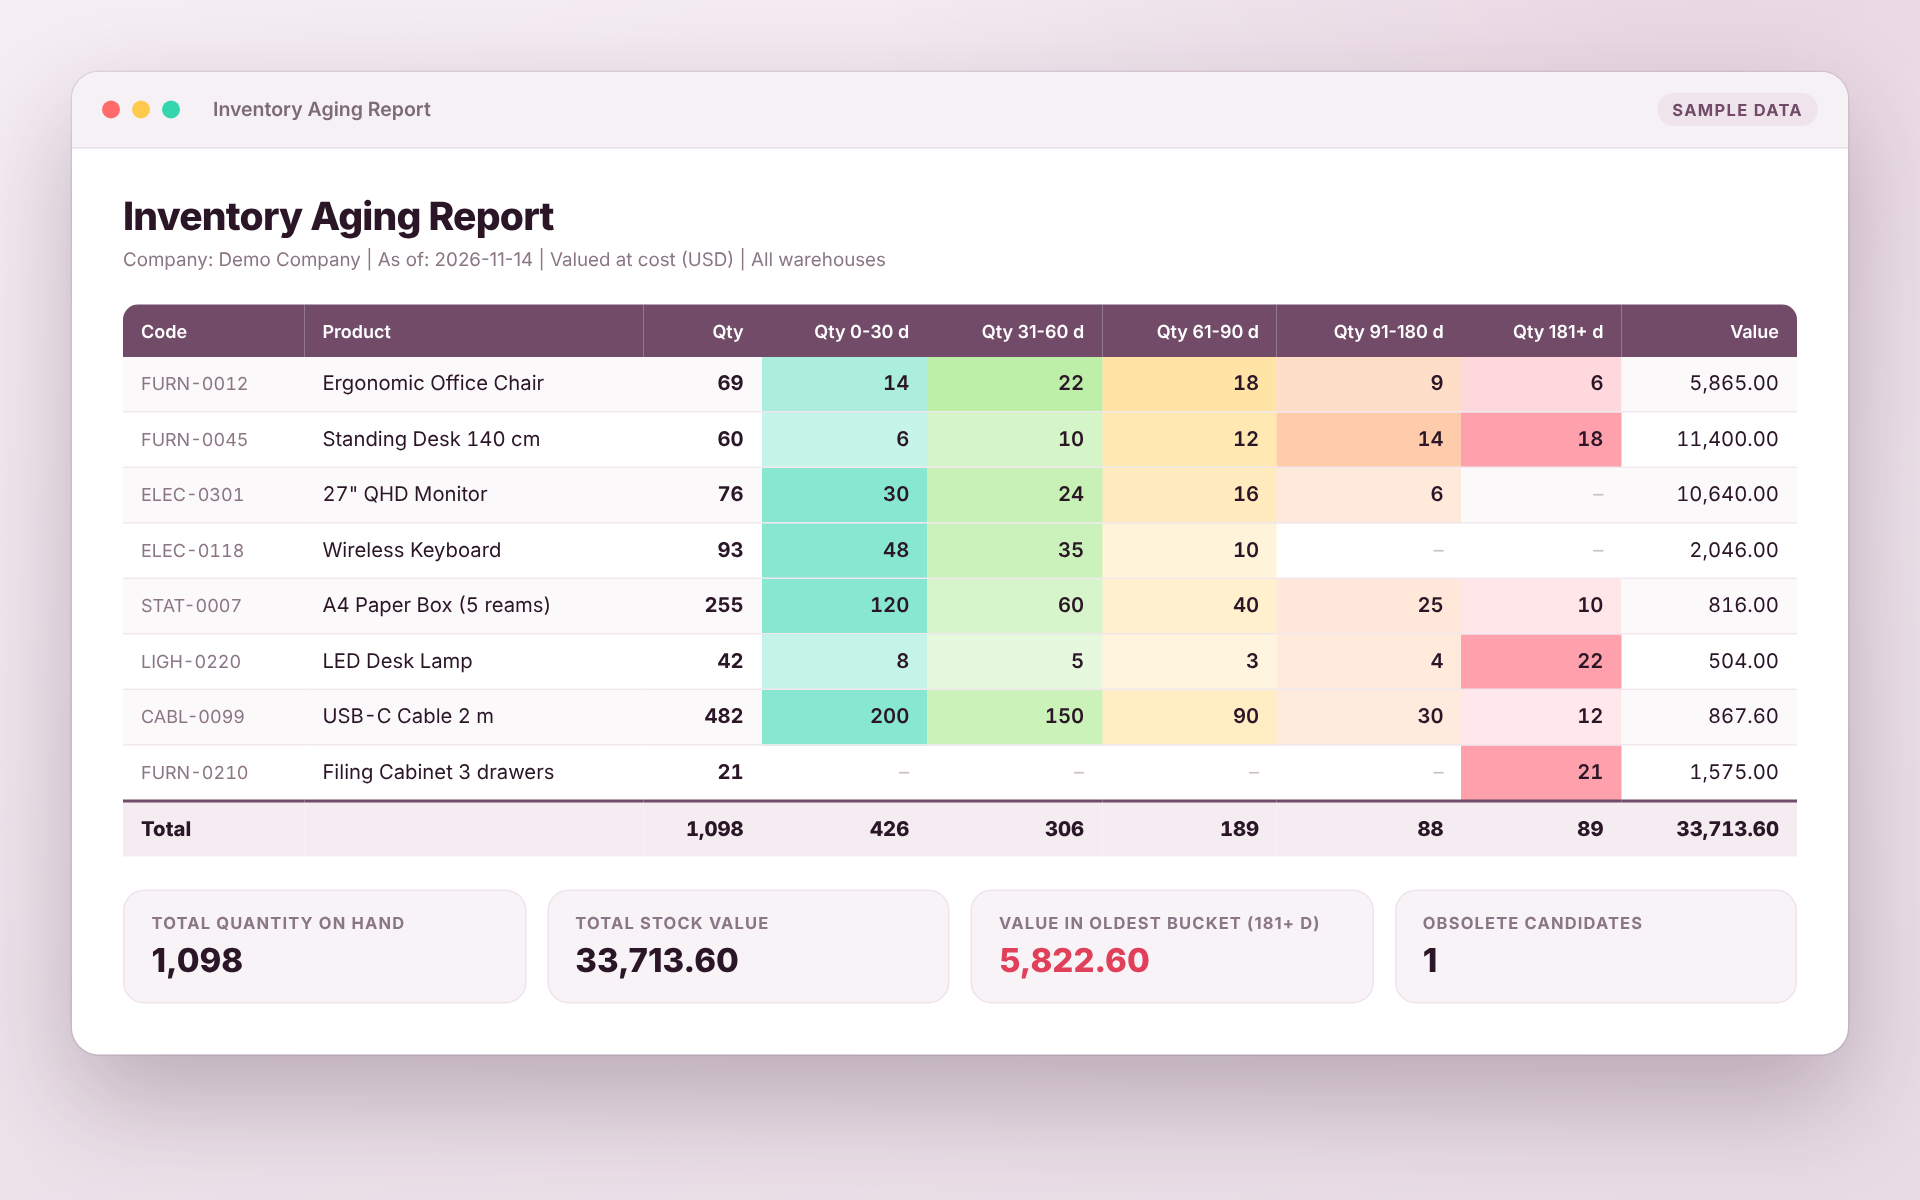 Inventory Aging Report
SAMPLE DATA
Inventory Aging Report
Company: Demo Company | As of: 2026-11-14 | Valued at cost (USD) | All warehouses
Code Product Qty Qty 0-30 d Qty 31-60 d Qty 61-90 d Qty 91-180 d Qty 181+ d Value
FURN-0012 Ergonomic Office Chair 69 14 22 18 9 6 5,865.00
FURN-0045 Standing Desk 140 cm 60 6 10 12 14 18 11,400.00
ELEC-0301 27" QHD Monitor 76 30 24 16 6 – 10,640.00
ELEC-0118 Wireless Keyboard 93 48 35 10 – – 2,046.00
STAT-0007 A4 Paper Box (5 reams) 255 120 60 40 25 10 816.00
LIGH-0220 LED Desk Lamp 42 8 5 3 4 22 504.00
CABL-0099 USB-C Cable 2 m 482 200 150 90 30 12 867.60
FURN-0210 Filing Cabinet 3 drawers 21 – – – – 21 1,575.00
Total 1,098 426 306 189 88 89 33,713.60
TOTAL QUANTITY ON HAND
1,098
TOTAL STOCK VALUE
33,713.60
VALUE IN OLDEST BUCKET (181+ D)
5,822.60
OBSOLETE CANDIDATES
1